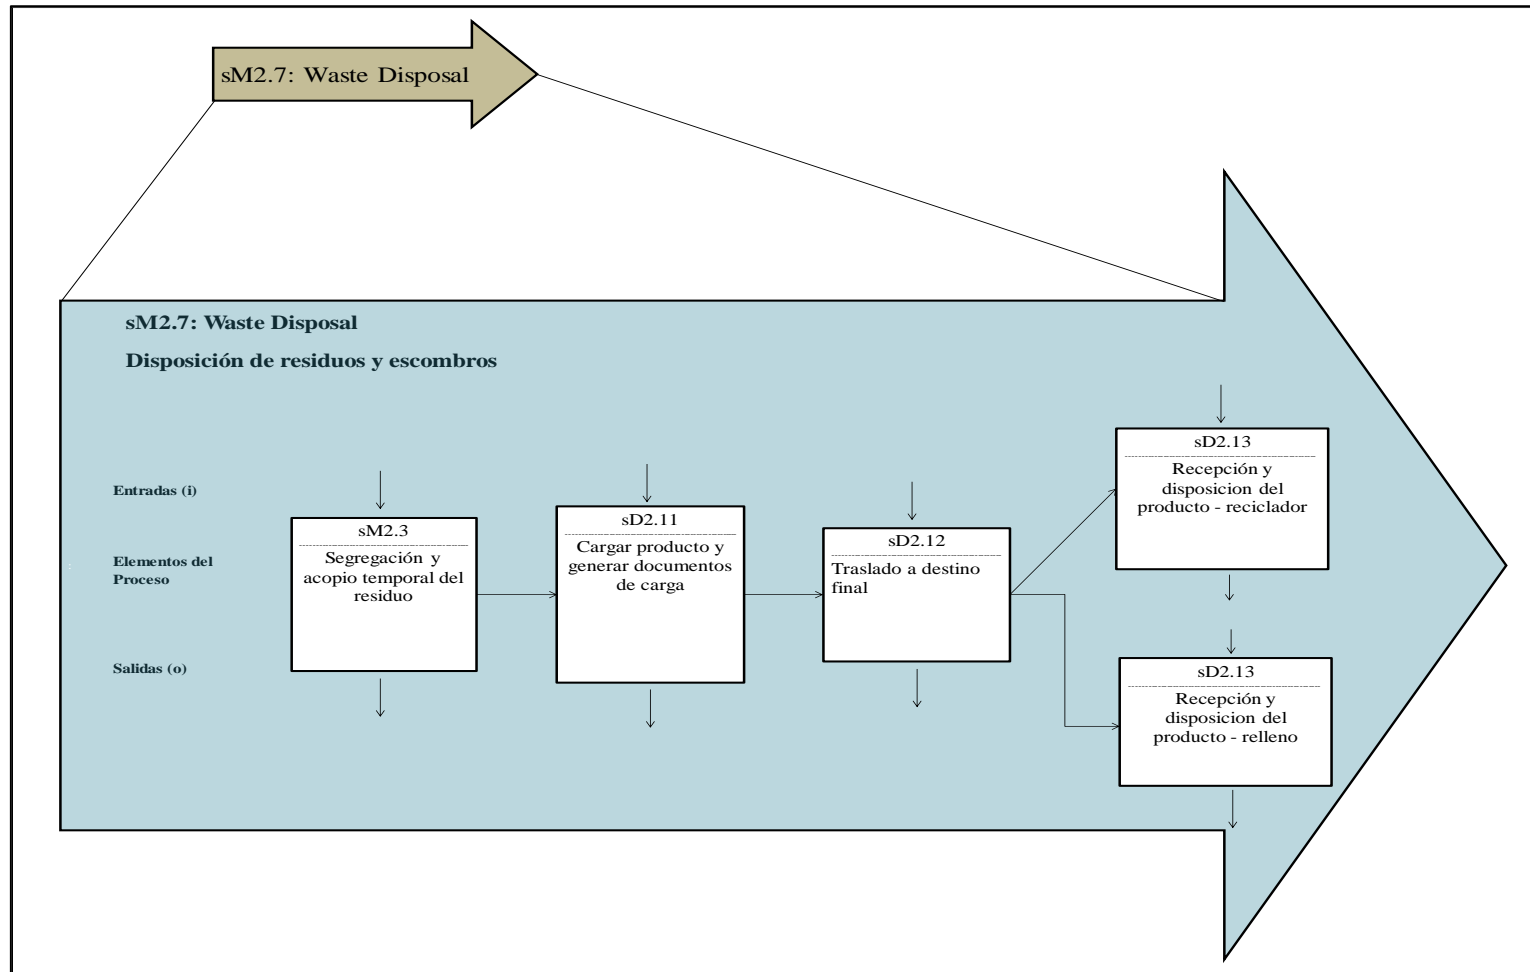 sM2.7: Waste Disposal
sM2.7: Waste Disposal
Disposición de residuos y escombros
Entradas (i)
Elementos del
Proceso
Salidas (o)
sM2.3
Segregación y
acopio temporal del
residuo
sD2.11
Cargar producto y
generar documentos
de carga
sD2.12
Traslado a destino
final
sD2.13
Recepción y
disposicion del
producto - reciclador
sD2.13
Recepción y
disposicion del
producto - relleno